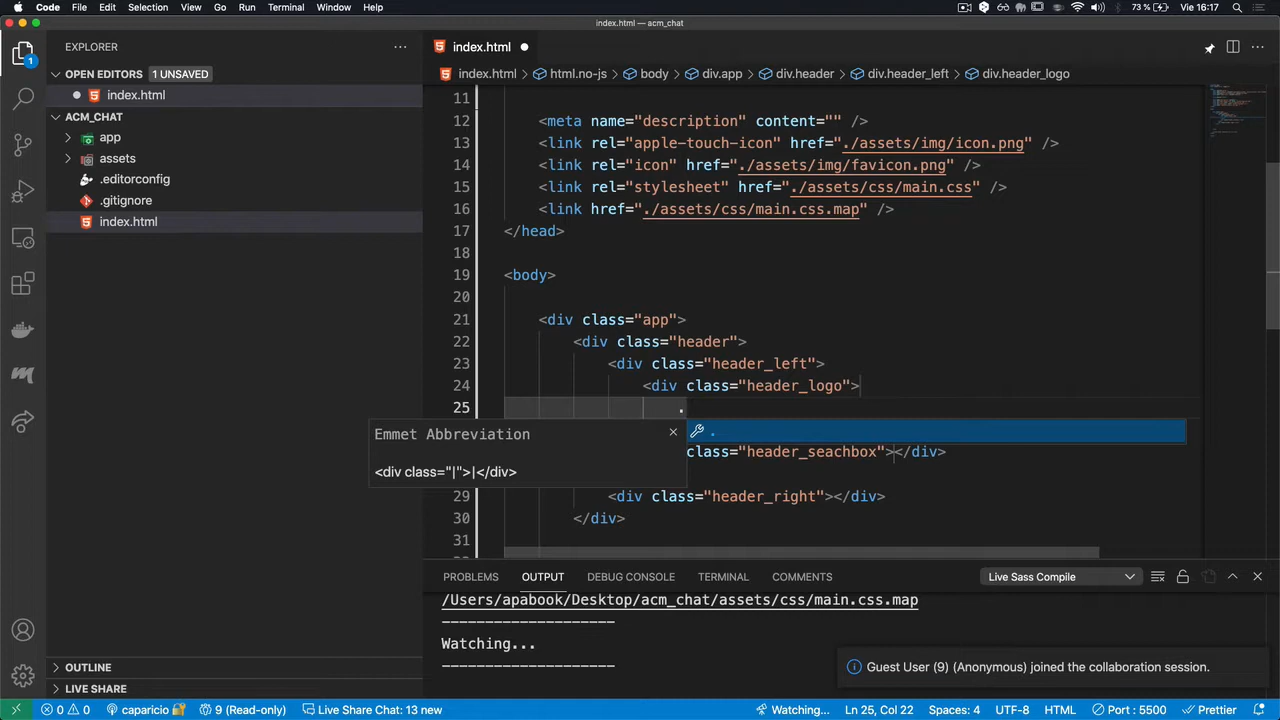 Code File Edit Selection View Go Run Terminal Window Help 73 % Vie 16:17
index.html — acm_chat
EXPLORER
OPEN EDITORS 1 UNSAVED
index.html
ACM_CHAT
app
assets
.editorconfig
.gitignore
index.html
OUTLINE
LIVE SHARE
1
index.html
index.html > html.no-js > body > div.app > div.header > div.header_left > div.header_logo
11
12 <meta name="description" content="" />
13 <link rel="apple-touch-icon" href="./assets/img/icon.png" />
14 <link rel="icon" href="./assets/img/favicon.png" />
15 <link rel="stylesheet" href="./assets/css/main.css" />
16 <link href="./assets/css/main.css.map" />
17 </head>
18
19 <body>
20
21 <div class="app">
22 <div class="header">
23 <div class="header_left">
24 <div class="header_logo">
25 .
Emmet Abbreviation
<div class="|">|</div>
.
class="header_seachbox"></div>
29 <div class="header_right"></div>
30 </div>
31
PROBLEMS OUTPUT DEBUG CONSOLE TERMINAL COMMENTS Live Sass Compile
/Users/apabook/Desktop/acm_chat/assets/css/main.css.map
--------------------
Watching...
--------------------
Guest User (9) (Anonymous) joined the collaboration session.
0 0 caparicio 9 (Read-only) Live Share Chat: 13 new Watching... Ln 25, Col 22 Spaces: 4 UTF-8 HTML Port : 5500 Prettier